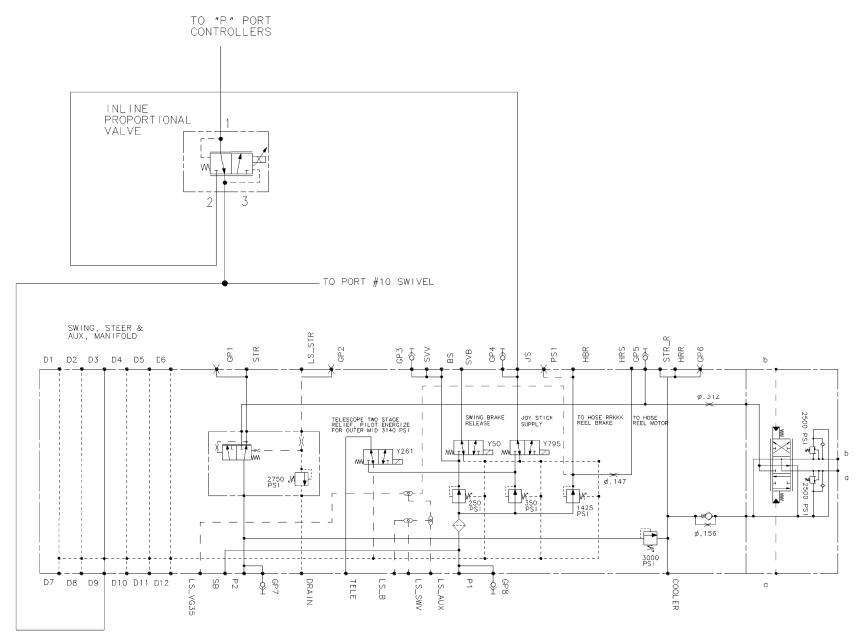 TO "P" PORT
CONTROLLERS
INLINE
PROPORTIONAL
VALVE
1
2
3
TO PORT #10 SWIVEL
SWING, STEER &
AUX, MANIFOLD
D1
D2
D3
D4
D5
D6
GP1
STR
LS_STR
GP2
GP3
SVV
BS
SVB
GP4
JS
PS1
HBR
HRS
GP5
STR_R
HRR
GP6
b
TELESCOPE TWO STAGE
RELIEF, PILOT ENERGIZE
FOR OUTER MID 3140 PSI
SWING BRAKE
RELEASE
JOY STICK
SUPPLY
TO HOSE RRKKK
REEL BRAKE
TO HOSE
REEL MOTOR
ø.312
2500 PSI
Y261
Y50
Y795
b
a
2750
PSI
ø.147
250
PSI
350
PSI
1425
PSI
2500 PSI
ø.156
3000
PSI
D7
D8
D9
D10
D11
D12
LS_VG35
SB
P2
GP7
DRAIN
TELE
LS_B
LS_SWV
LS_AUX
P1
GP8
COOLER
a